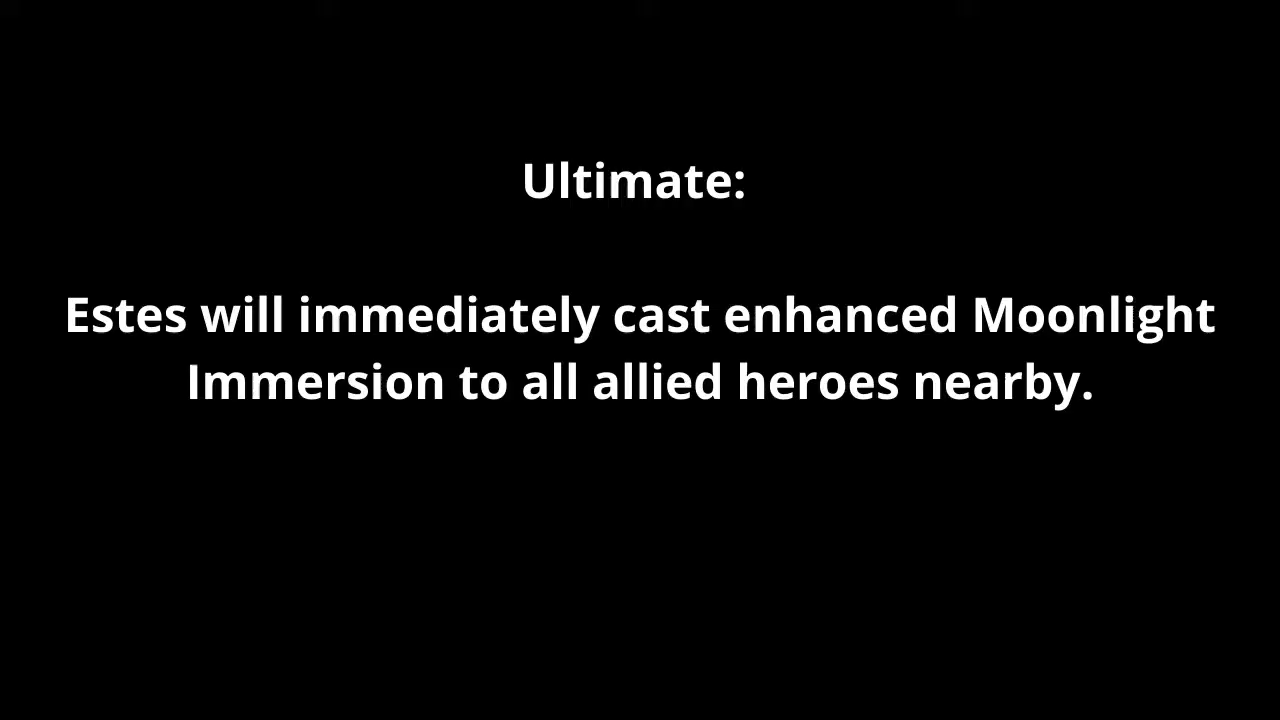 Ultimate:
Estes will immediately cast enhanced Moonlight
Immersion to all allied heroes nearby.